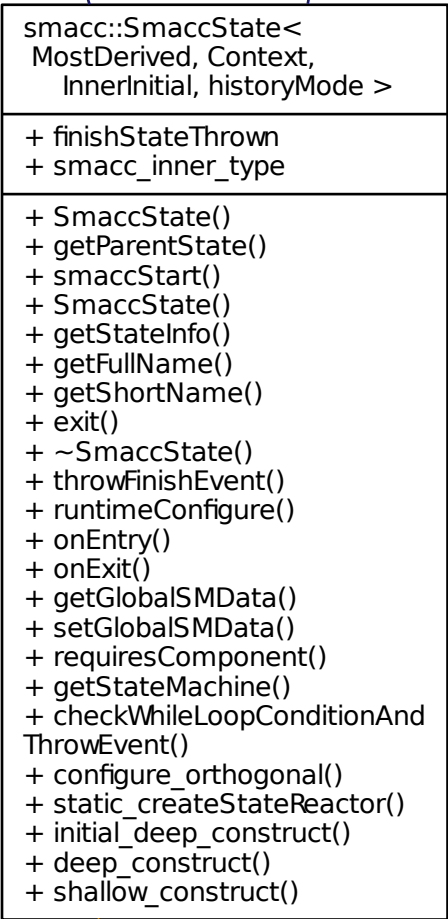 smacc::SmaccState<
MostDerived, Context,
InnerInitial, historyMode >
+ finishStateThrown
+ smacc_inner_type
+ SmaccState()
+ getParentState()
+ smaccStart()
+ SmaccState()
+ getStateInfo()
+ getFullName()
+ getShortName()
+ exit()
+ ~SmaccState()
+ throwFinishEvent()
+ runtimeConfigure()
+ onEntry()
+ onExit()
+ getGlobalSMData()
+ setGlobalSMData()
+ requiresComponent()
+ getStateMachine()
+ checkWhileLoopConditionAnd
ThrowEvent()
+ configure_orthogonal()
+ static_createStateReactor()
+ initial_deep_construct()
+ deep_construct()
+ shallow_construct()